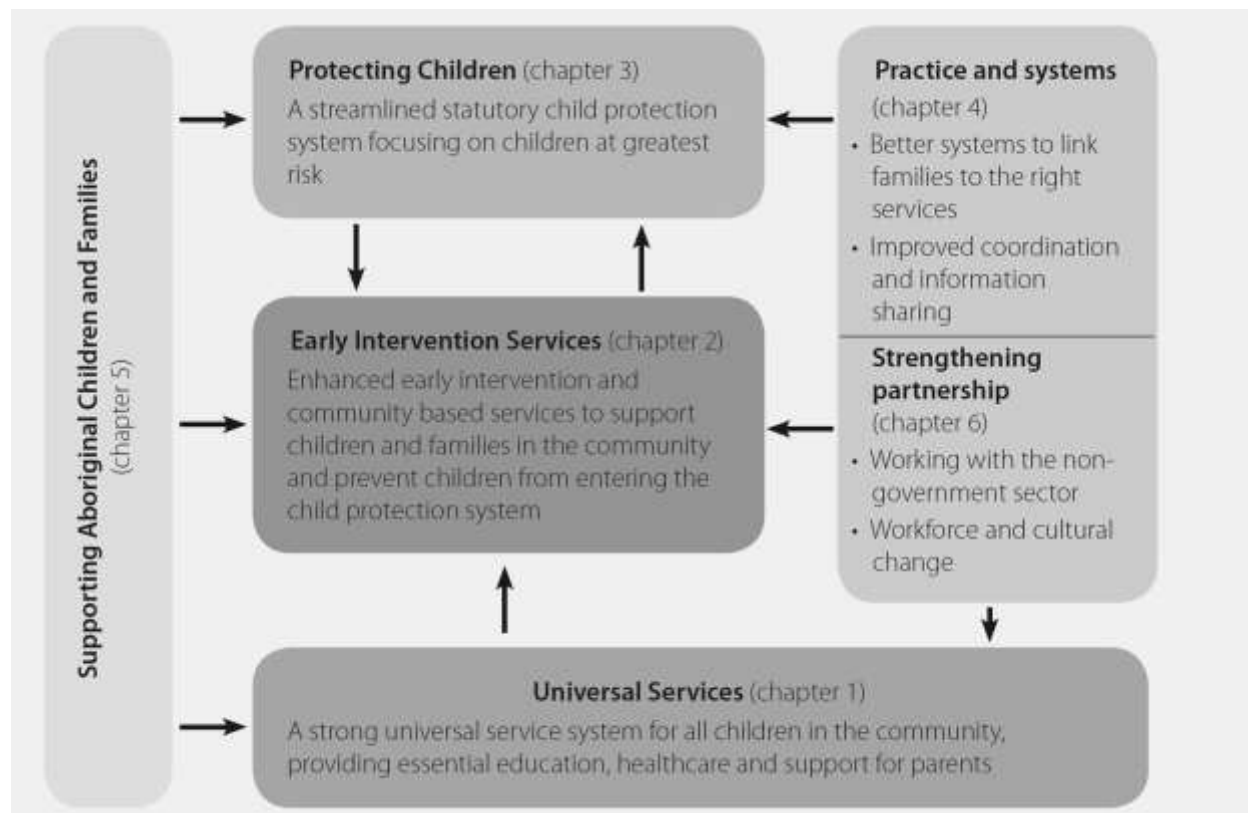 Supporting Aboriginal Children and Families
(chapter 5)
Protecting Children (chapter 3)
A streamlined statutory child protection
system focusing on children at greatest
risk
Early Intervention Services (chapter 2)
Enhanced early intervention and
community based services to support
children and families in the community
and prevent children from entering the
child protection system
Practice and systems
(chapter 4)
• Better systems to link
families to the right
services
• Improved coordination
and information
sharing
Strengthening
partnership
(chapter 6)
• Working with the non-
government sector
• Workforce and cultural
change
Universal Services (chapter 1)
A strong universal service system for all children in the community,
providing essential education, healthcare and support for parents